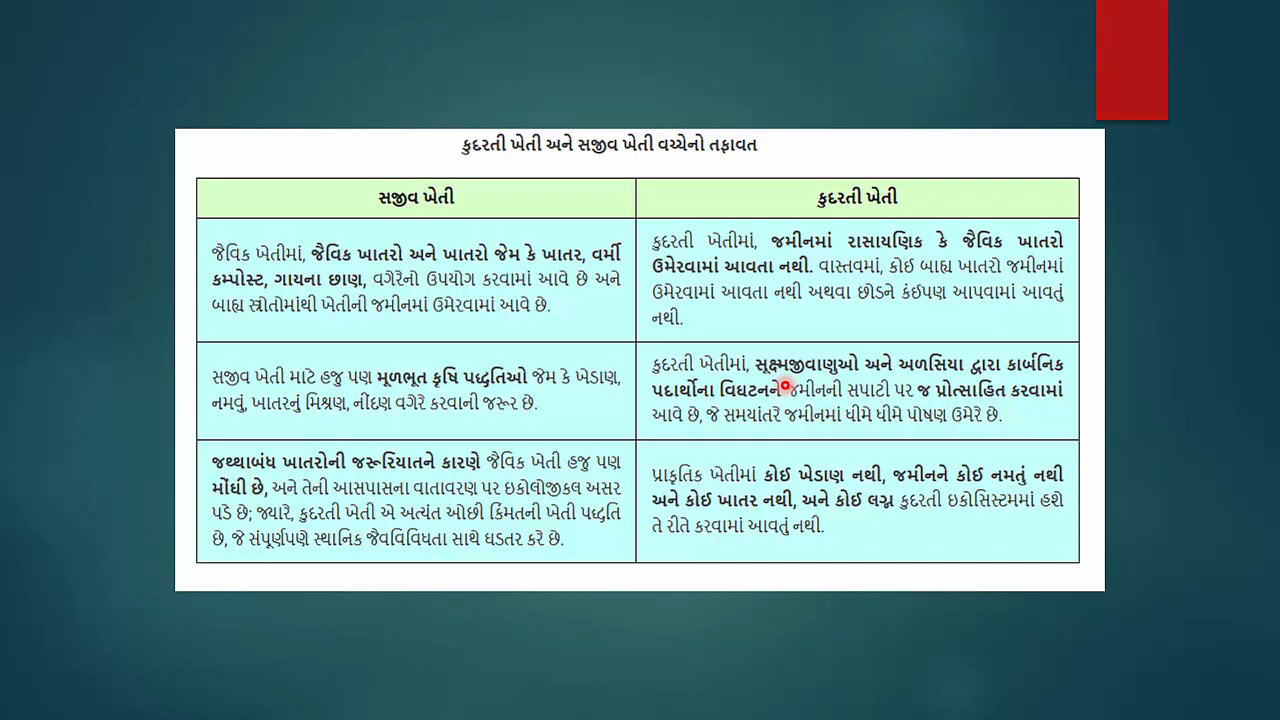 કુદરતી ખેતી અને સજીવ ખેતી વચ્ચેનો તફાવત
સજીવ ખેતી
કુદરતી ખેતી
જૈવિક ખેતીમાં, જૈવિક ખાતરો અને ખાતરો જેમ કે ખાતર, વર્મી
કમ્પોસ્ટ, ગાયના છાણ, વગેરેનો ઉપયોગ કરવામાં આવે છે અને
બાહ્ય સ્ત્રોતોમાંથી ખેતીની જમીનમાં ઉમેરવામાં આવે છે.
કુદરતી ખેતીમાં, જમીનમાં રાસાયણિક કે જૈવિક ખાતરો
ઉમેરવામાં આવતા નથી. વાસ્તવમાં, કોઈ બાહ્ય ખાતરો જમીનમાં
ઉમેરવામાં આવતા નથી અથવા છોડને કંઈપણ આપવામાં આવતું
નથી.
સજીવ ખેતી માટે હજુ પણ મૂળભૂત કૃષિ પદ્ધતિઓ જેમ કે ખેડાણ,
નમવું, ખાતરનું મિશ્રણ, નીંદણ વગેરે કરવાની જરૂર છે.
કુદરતી ખેતીમાં, સૂક્ષ્મજીવાણુઓ અને અળસિયા દ્વારા કાર્બનિક
પદાર્થોના વિઘટનને જમીનની સપાટી પર જ પ્રોત્સાહિત કરવામાં
આવે છે, જે સમયાંતરે જમીનમાં ધીમે ધીમે પોષણ ઉમેરે છે.
જથ્થાબંધ ખાતરોની જરૂરિયાતને કારણે જૈવિક ખેતી હજુ પણ
મોંઘી છે, અને તેની આસપાસના વાતાવરણ પર ઇકોલોજીકલ અસર
પડે છે; જ્યારે, કુદરતી ખેતી એ અત્યંત ઓછી કિંમતની ખેતી પદ્ધતિ
છે, જે સંપૂર્ણપણે સ્થાનિક જૈવવિવિધતા સાથે ઘડતર કરે છે.
પ્રાકૃતિક ખેતીમાં કોઈ ખેડાણ નથી, જમીનને કોઈ નમતું નથી
અને કોઈ ખાતર નથી, અને કોઈ લગ્ન કુદરતી ઇકોસિસ્ટમમાં હશે
તે રીતે કરવામાં આવતું નથી.